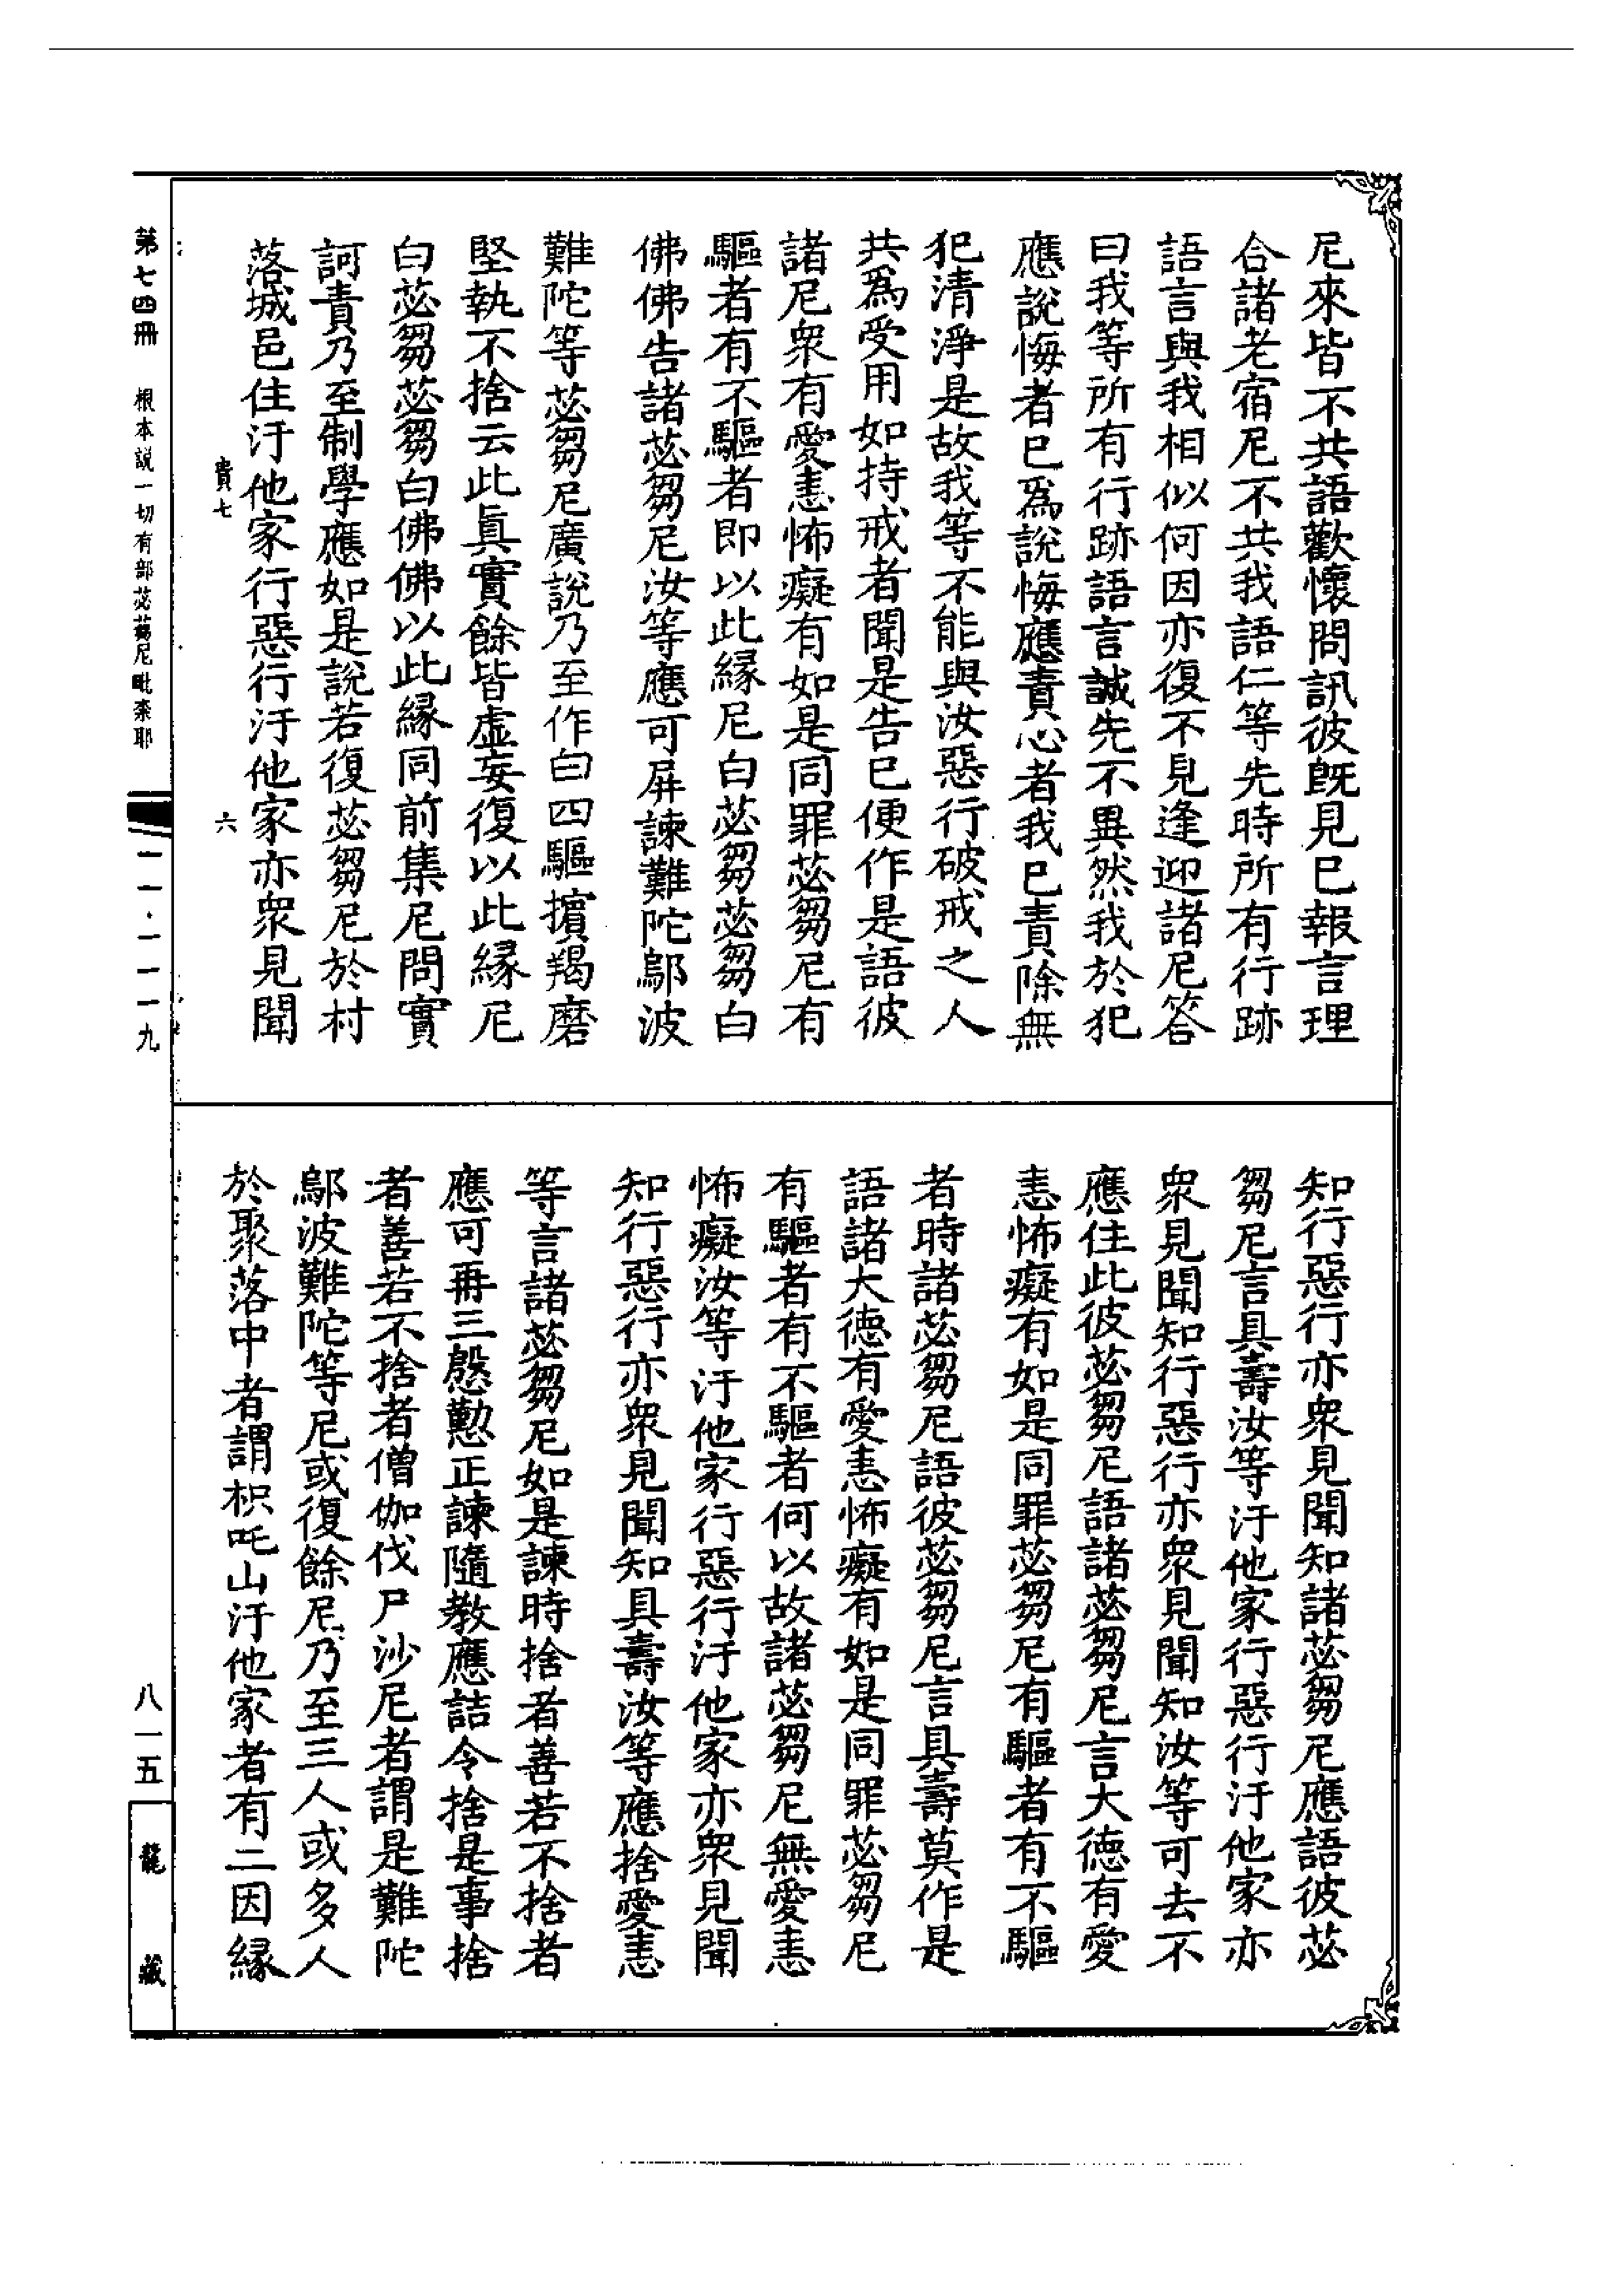 尼來皆不共語歡懷問訊彼旣見已報言理
合諸老宿尼不共我語仁等先時所有行跡
語言與我相似何因亦復不見逢迎諸尼答
曰我等所有行跡語言誠先不異然我於犯
應說悔者已爲說悔應責心者我已責除無
犯清淨是故我等不能與汝惡行破戒之人
共爲受用如持戒者聞是告已便作是語彼
諸尼衆有愛恚怖癡有如是同罪苾芻尼有
驅者有不驅者即以此緣尼白苾芻苾芻白
佛佛告諸苾芻尼汝等應可屏諫難陀鄔波
難陀等苾芻尼廣說乃至作白四驅擯羯磨
堅執不捨云此眞實餘皆虛妄復以此緣尼
白苾芻苾芻白佛佛以此緣同前集尼問實
訶責乃至制學應如是說若復苾芻尼於村
落城邑住汙他家行惡行汙他家亦衆見聞
貴七 六
知行惡行亦衆見聞知諸苾芻尼應語彼苾
芻尼言具壽汝等汙他家行惡行汙他家亦
衆見聞知行惡行亦衆見聞知汝等可去不
應住此彼苾芻尼語諸苾芻尼言大德有愛
恚怖癡有如是同罪苾芻尼有驅者有不驅
者時諸苾芻尼語彼苾芻尼言具壽莫作是
語諸大德有愛恚怖癡有如是同罪苾芻尼
有驅者有不驅者何以故諸苾芻尼無愛恚
怖癡汝等汙他家行惡行汙他家亦衆見聞
知行惡行亦衆見聞知具壽汝等應捨愛恚
等言諸苾芻尼如是諫時捨者善若不捨者
應可再三慇懃正諫隨教應詰令捨是事捨
者善若不捨者僧伽伐尸沙尼者謂是難陀
鄔波難陀等尼或復餘尼乃至三人或多人
於聚落中者謂枳吒山汙他家者有二因緣
第七四冊 根本說一切有部苾蒭尼毗柰耶
一一·一一一九
八一五
龍藏